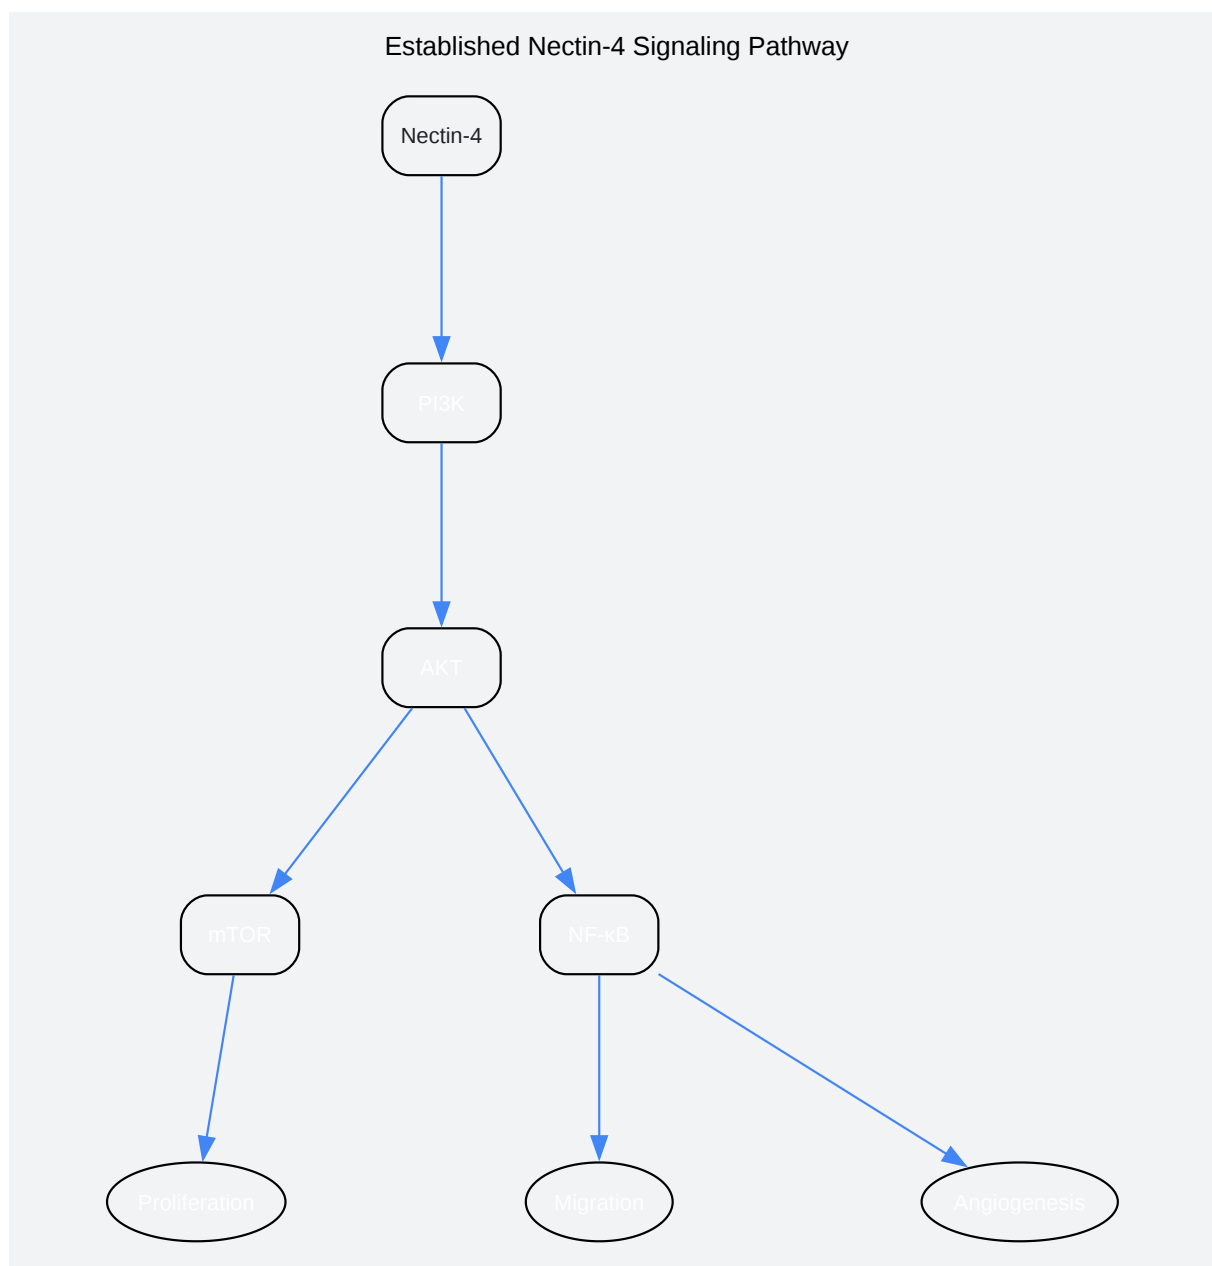 Established Nectin-4 Signaling Pathway
Nectin-4
PI3K
AKT
mTOR
NF-κB
Proliferation
Migration
Angiogenesis